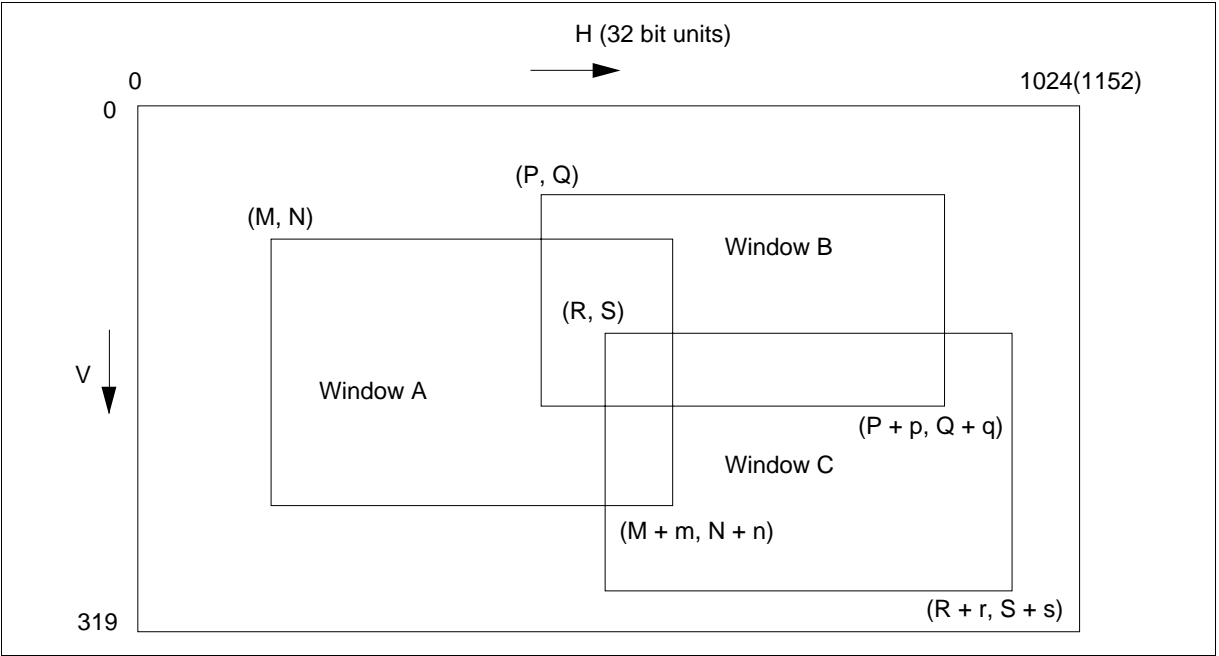 H (32 bit units)
0
1024(1152)
0
(P, Q)
(M, N)
Window B
(R, S)
V
Window A
(P + p, Q + q)
Window C
(M + m, N + n)
(R + r, S + s)
319